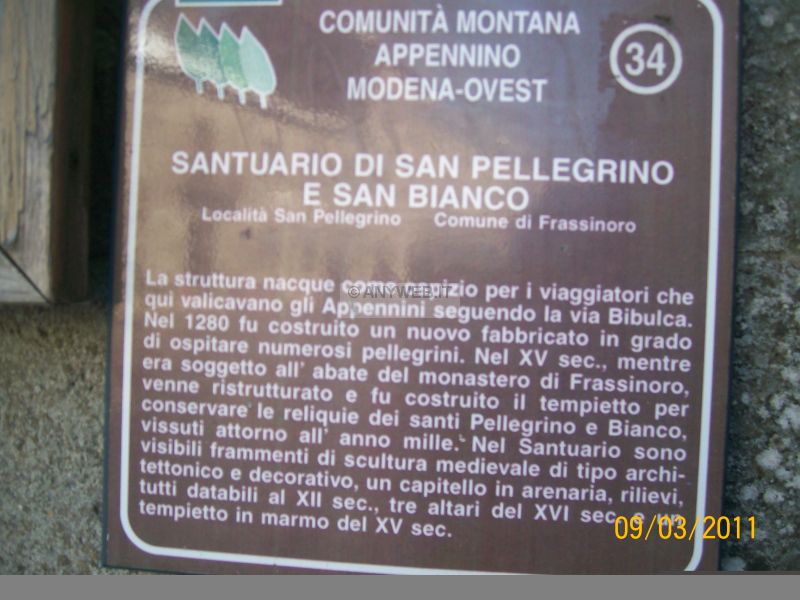 COMUNITÀ MONTANA
APPENNINO
MODENA-OVEST
34
SANTUARIO DI SAN PELLEGRINO
E SAN BIANCO
Località San Pellegrino Comune di Frassinoro
La struttura nacque per i viaggiatori che
© ANYWEB.IT
qui valicavano gli Appennini seguendo la via Bibulca.
Nel 1280 fu costruito un nuovo fabbricato in grado
di ospitare numerosi pellegrini. Nel XV sec., mentre
era soggetto all' abate del monastero di Frassinoro,
venne ristrutturato e fu costruito il tempietto per
conservare le reliquie dei santi Pellegrino e Bianco,
vissuti attorno all' anno mille. Nel Santuario sono
visibili frammenti di scultura medievale di tipo archi-
tettonico e decorativo, un capitello in arenaria, rilievi,
tutti databili al XII sec., tre altari del XVI sec. e un
tempietto in marmo del XV sec.
09/03/2011